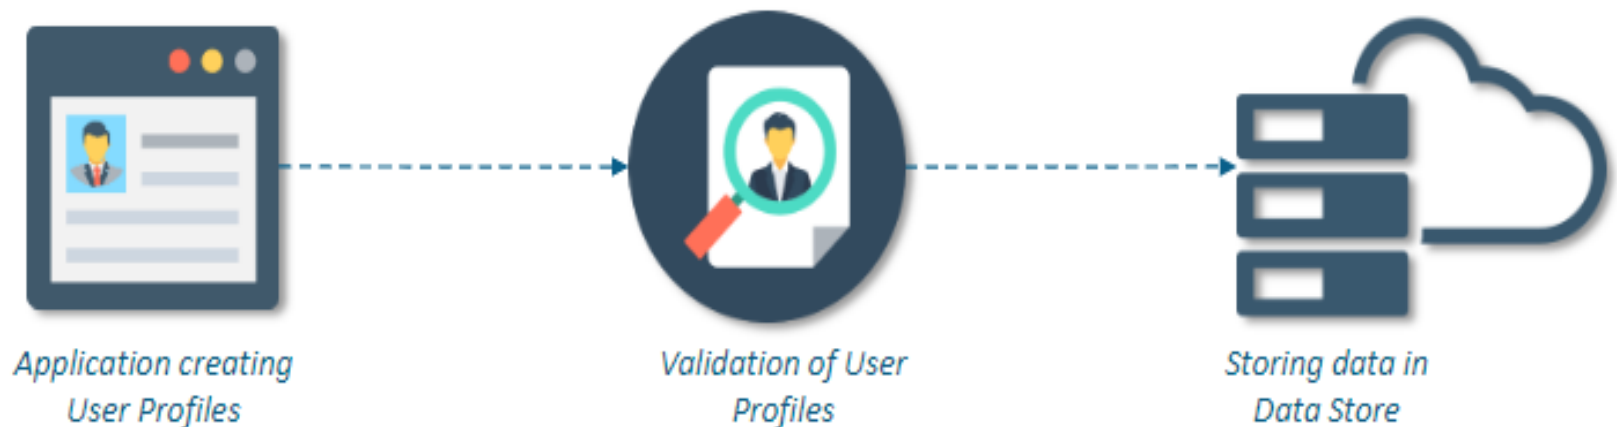 Application creating
User Profiles
Validation of User
Profiles
Storing data in
Data Store